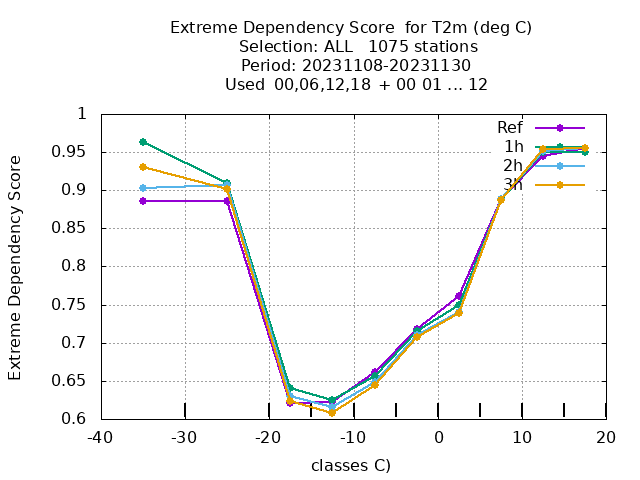 Extreme Dependency Score  for T2m (deg C)
Selection: ALL   1075 stations
Period: 20231108-20231130
Used  00,06,12,18  + 00 01 ... 12
Extreme Dependency Score
1
0.95
0.9
0.85
0.8
0.75
0.7
0.65
0.6
Ref
1h
2h
3h
-40
-30
-20
-10
0
10
20
classes C)